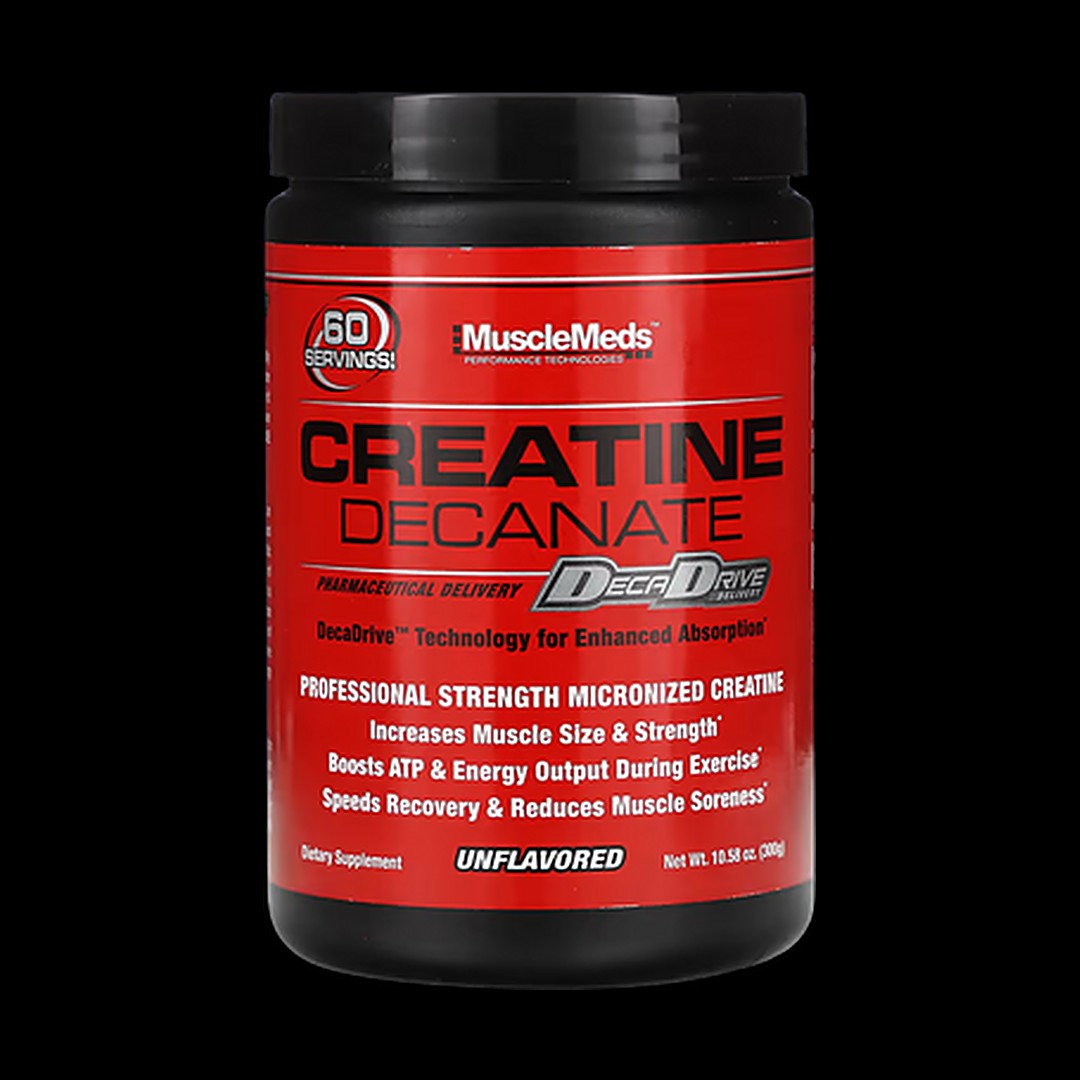 60
SERVINGS!
MuscleMeds™
PERFORMANCE TECHNOLOGIES
CREATINE
DECANATE
PHARMACEUTICAL DELIVERY
DECADRIVE
DELIVERY
DecaDrive™ Technology for Enhanced Absorption*
PROFESSIONAL STRENGTH MICRONIZED CREATINE
Increases Muscle Size & Strength*
Boosts ATP & Energy Output During Exercise*
Speeds Recovery & Reduces Muscle Soreness*
Dietary Supplement
UNFLAVORED
Net Wt. 10.58 oz. (300g)